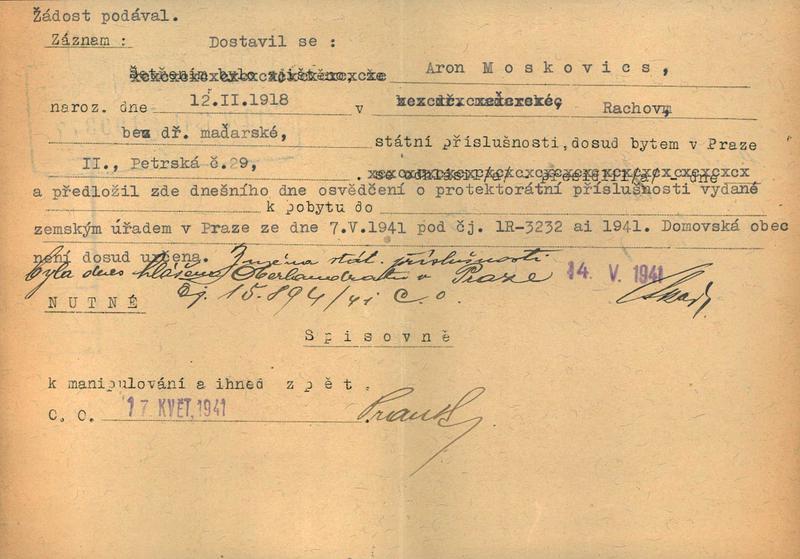 Žádost podával.
Záznam : Dostavil se :
Aron Moskovics,
naroz. dne 12.II.1918 v Rachovu,
bez dř. maďarské, státní příslušnosti, dosud bytem v Praze
II., Petrská č.29, .
a předložil zde dnešního dne osvědčení o protektorátní příslušnosti vydané
k pobytu do
zemským úřadem v Praze ze dne 7.V.1941 pod čj. 1R-3232 ai 1941. Domovská obec
není dosud určena. Změna stát. příslušnosti
byla dnes hlášena Oberlandratu v Praze 14. V. 1941
Čj. 15.894/ai C.O.
NUTNÉ
Spisovně
k manipulování a ihned zpět.
C. O. 17 KVĚT. 1941